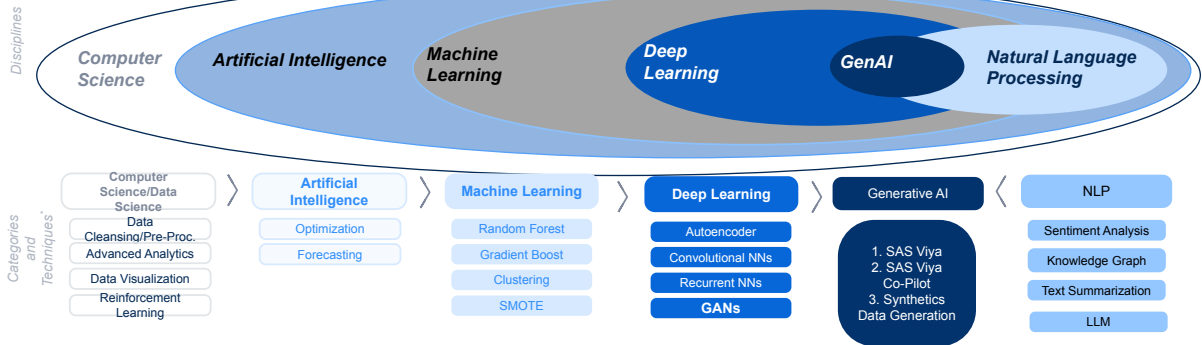 Disciplines
Computer
Science
Artificial Intelligence
Machine
Learning
Deep
Learning
GenAI
Natural Language
Processing
Categories
and
Techniques*
Computer
Science/Data
Science
Artificial
Intelligence
Machine Learning
Deep Learning
Generative AI
NLP
Data
Cleansing/Pre-Proc.
Advanced Analytics
Data Visualization
Reinforcement
Learning
Optimization
Forecasting
Random Forest
Gradient Boost
Clustering
SMOTE
Autoencoder
Convolutional NNs
Recurrent NNs
GANs
1. SAS Viya
2. SAS Viya
Co-Pilot
3. Synthetics
Data Generation
Sentiment Analysis
Knowledge Graph
Text Summarization
LLM